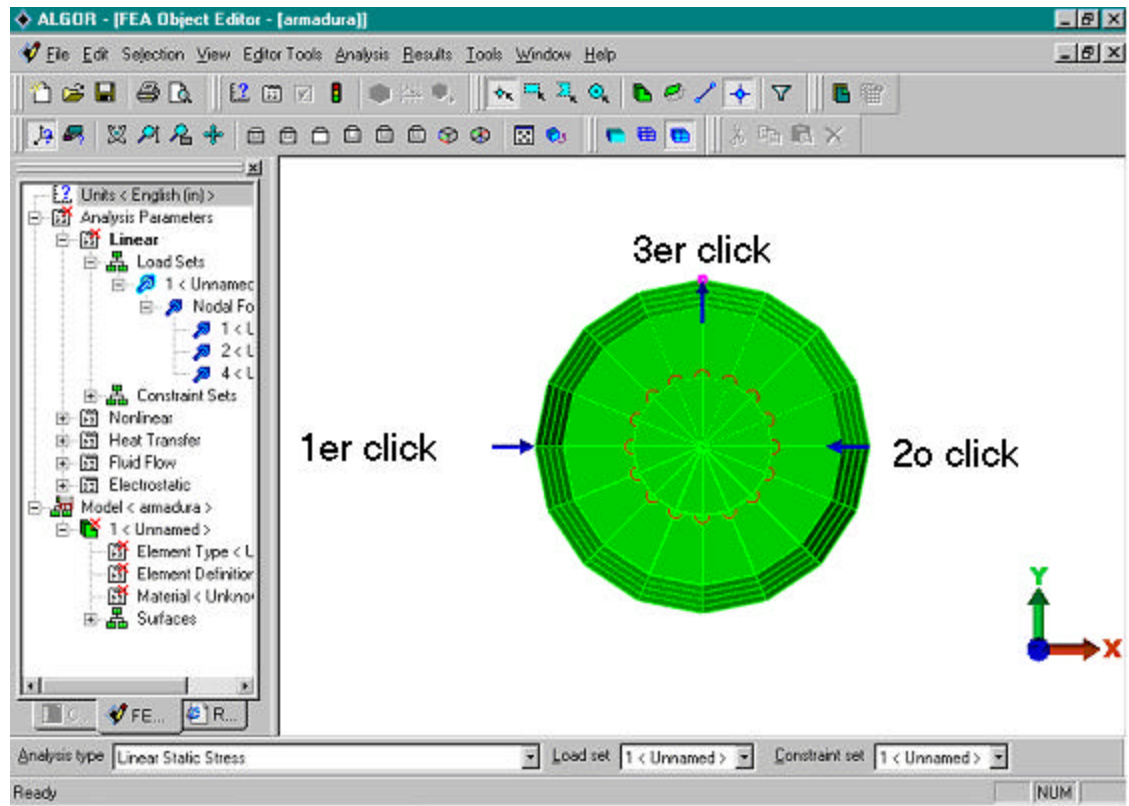 ALGOR - [FEA Object Editor - [armadura]]
File Edit Selection View Editor Tools Analysis Results Tools Window Help
Units < English (in) >
Analysis Parameters
Linear
Load Sets
1 < Unnamed
Nodal Fo
1 < L
2 < L
4 < L
Constraint Sets
Nonlinear
Heat Transfer
Fluid Flow
Electrostatic
Model < armadura >
1 < Unnamed >
Element Type < L
Element Definition
Material < Unkno
Surfaces
3er click
1er click
2o click
Y
X
C...
FE...
R...
Analysis type Linear Static Stress Load set 1 < Unnamed > Constraint set 1 < Unnamed >
Ready NUM